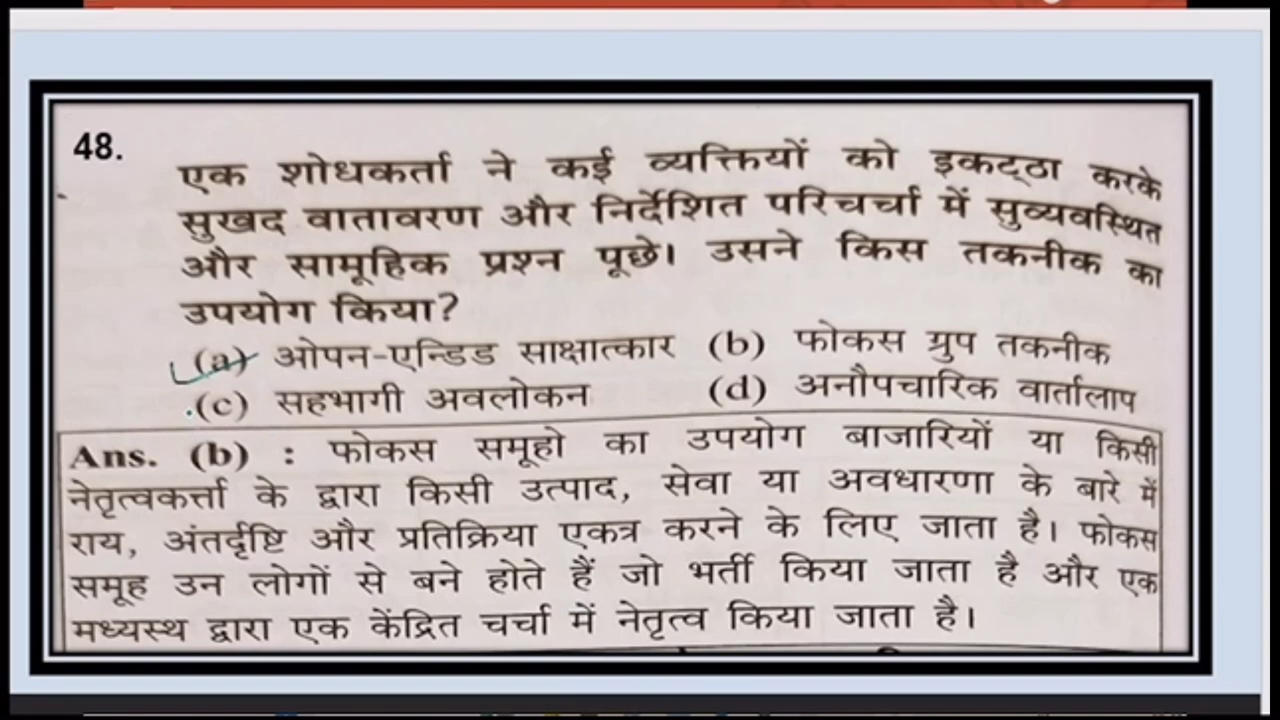 48.
एक शोधकर्ता ने कई व्यक्तियों को इकट्ठा करके
सुखद वातावरण और निर्देशित परिचर्चा में सुव्यवस्थित
और सामूहिक प्रश्न पूछे। उसने किस तकनीक का
उपयोग किया?
(a) ओपन-एन्डिड साक्षात्कार (b) फोकस ग्रुप तकनीक
(c) सहभागी अवलोकन (d) अनौपचारिक वार्तालाप
Ans. (b) : फोकस समूहो का उपयोग बाजारियों या किसी
नेतृत्वकर्त्ता के द्वारा किसी उत्पाद, सेवा या अवधारणा के बारे में
राय, अंतर्दृष्टि और प्रतिक्रिया एकत्र करने के लिए जाता है। फोकस
समूह उन लोगों से बने होते हैं जो भर्ती किया जाता है और एक
मध्यस्थ द्वारा एक केंद्रित चर्चा में नेतृत्व किया जाता है।